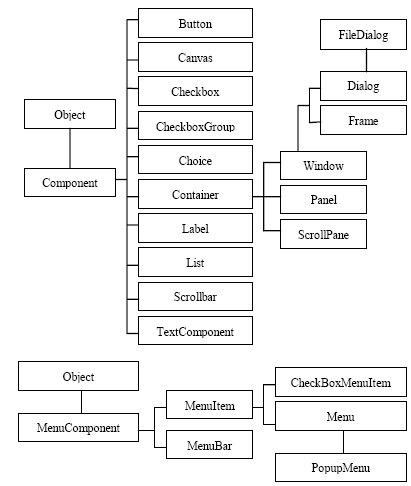 Button
FileDialog
Canvas
Dialog
Checkbox
Object
Frame
CheckboxGroup
Choice
Window
Component
Container
Panel
Label
ScrollPane
List
Scrollbar
TextComponent
Object
CheckBoxMenuItem
MenuItem
Menu
MenuComponent
MenuBar
PopupMenu